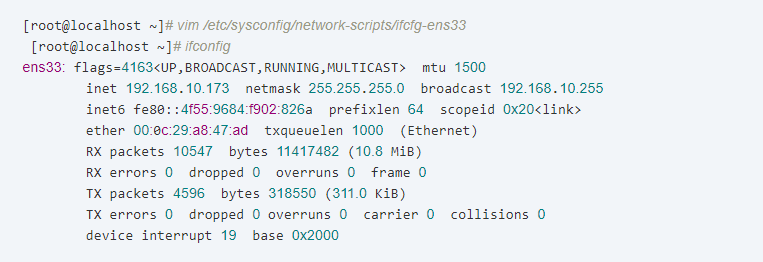 [root@localhost ~]# vim /etc/sysconfig/network-scripts/ifcfg-ens33
[root@localhost ~]# ifconfig
ens33: flags=4163<UP,BROADCAST,RUNNING,MULTICAST>  mtu 1500
inet 192.168.10.173  netmask 255.255.255.0  broadcast 192.168.10.255
inet6 fe80::4f55:9684:f902:826a  prefixlen 64  scopeid 0x20<link>
ether 00:0c:29:a8:47:ad  txqueuelen 1000  (Ethernet)
RX packets 10547  bytes 11417482 (10.8 MiB)
RX errors 0  dropped 0  overruns 0  frame 0
TX packets 4596  bytes 318550 (311.0 KiB)
TX errors 0  dropped 0 overruns 0  carrier 0  collisions 0
device interrupt 19  base 0x2000